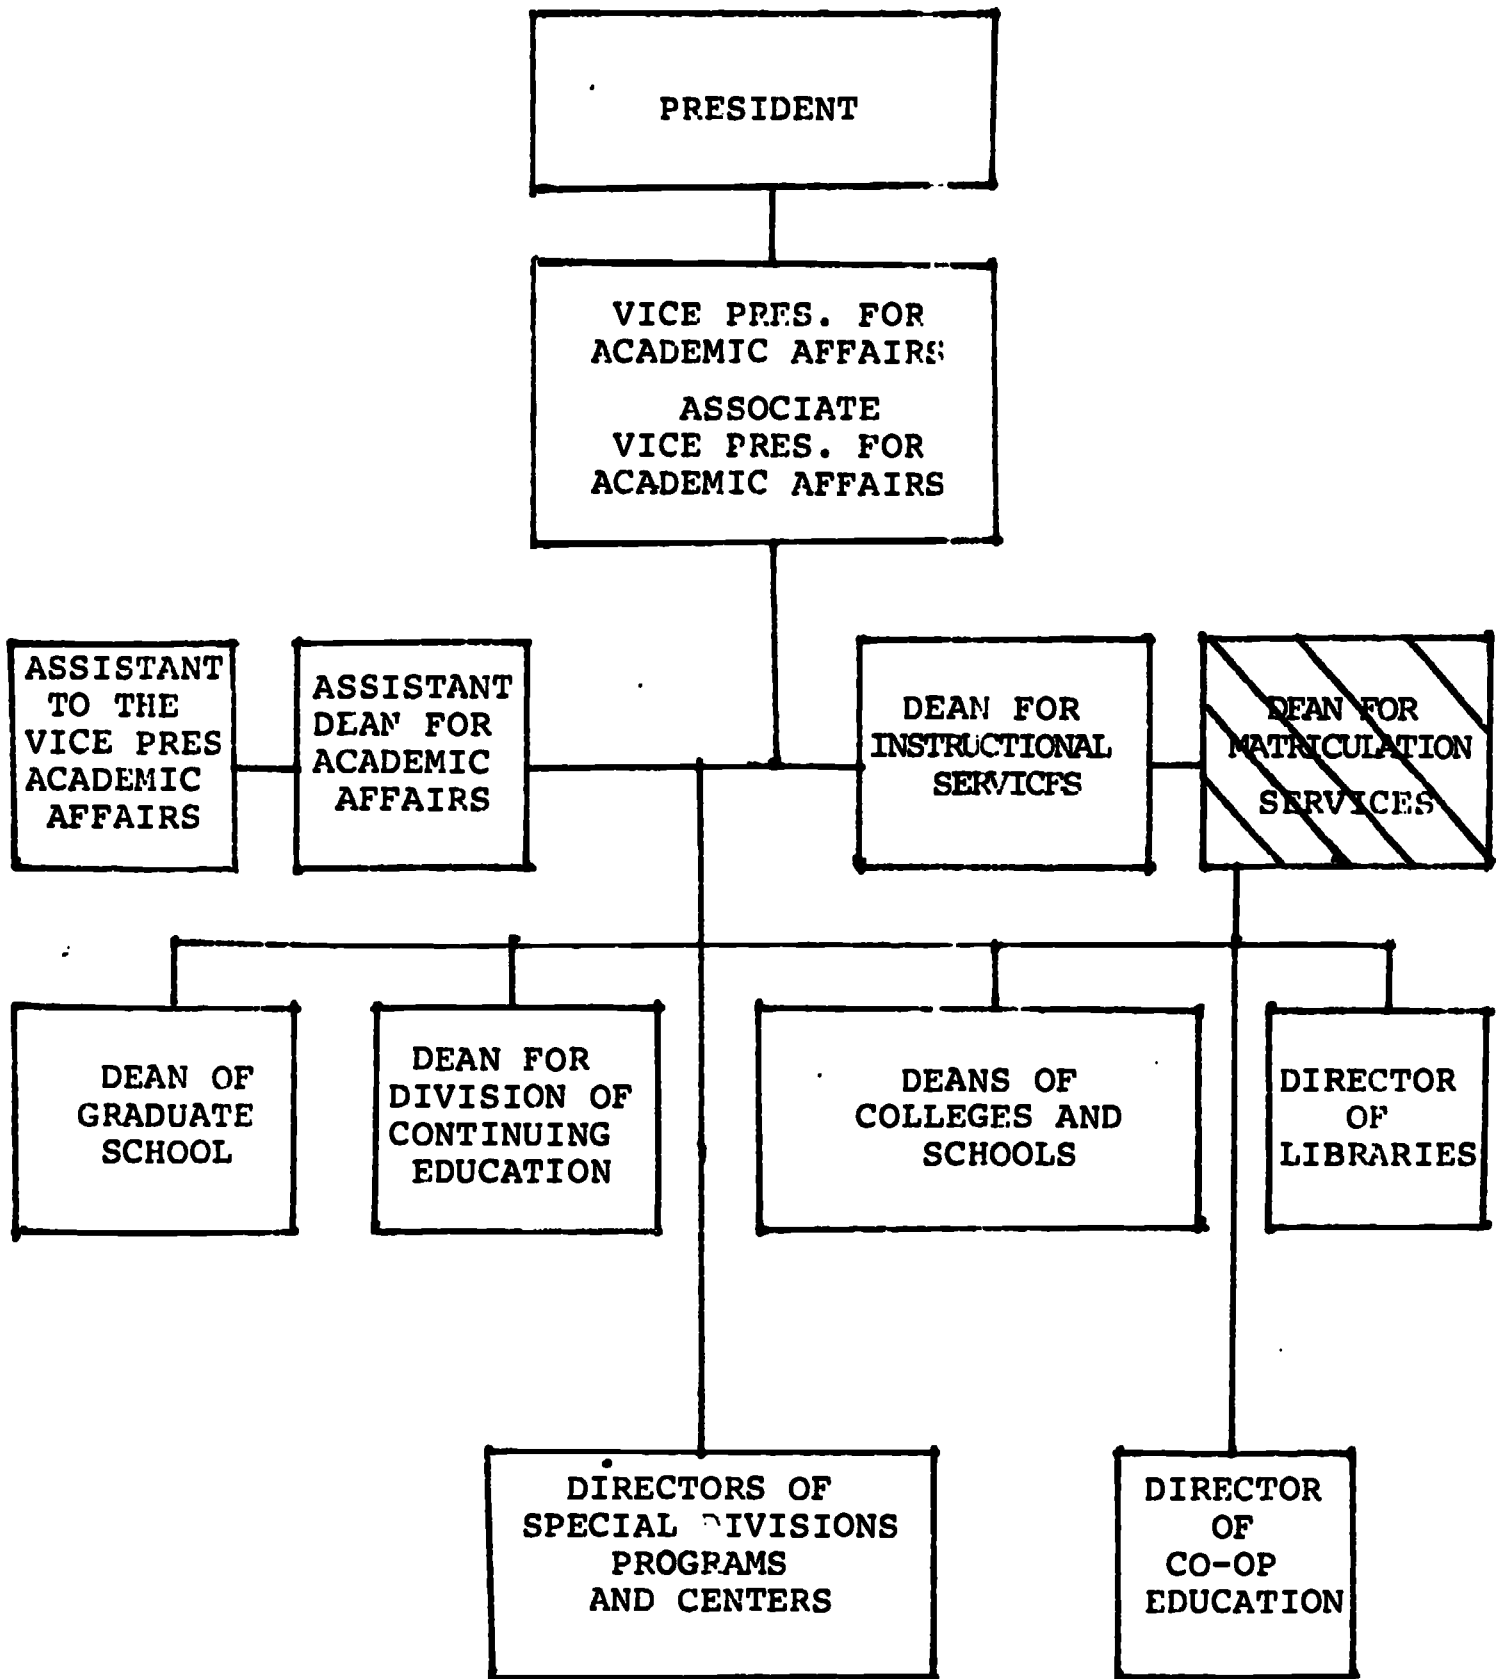 PRESIDENT
VICE PRES. FOR
ACADEMIC AFFAIRS
ASSOCIATE
VICE PRES. FOR
ACADEMIC AFFAIRS
ASSISTANT
TO THE
VICE PRES
ACADEMIC
AFFAIRS
ASSISTANT
DEAN FOR
ACADEMIC
AFFAIRS
DEAN FOR
INSTRUCTIONAL
SERVICES
DEAN FOR
MATRICULATION
SERVICES
DEAN OF
GRADUATE
SCHOOL
DEAN FOR
DIVISION OF
CONTINUING
EDUCATION
DEANS OF
COLLEGES AND
SCHOOLS
DIRECTOR
OF
LIBRARIES
DIRECTORS OF
SPECIAL DIVISIONS
PROGRAMS
AND CENTERS
DIRECTOR
OF
CO-OP
EDUCATION